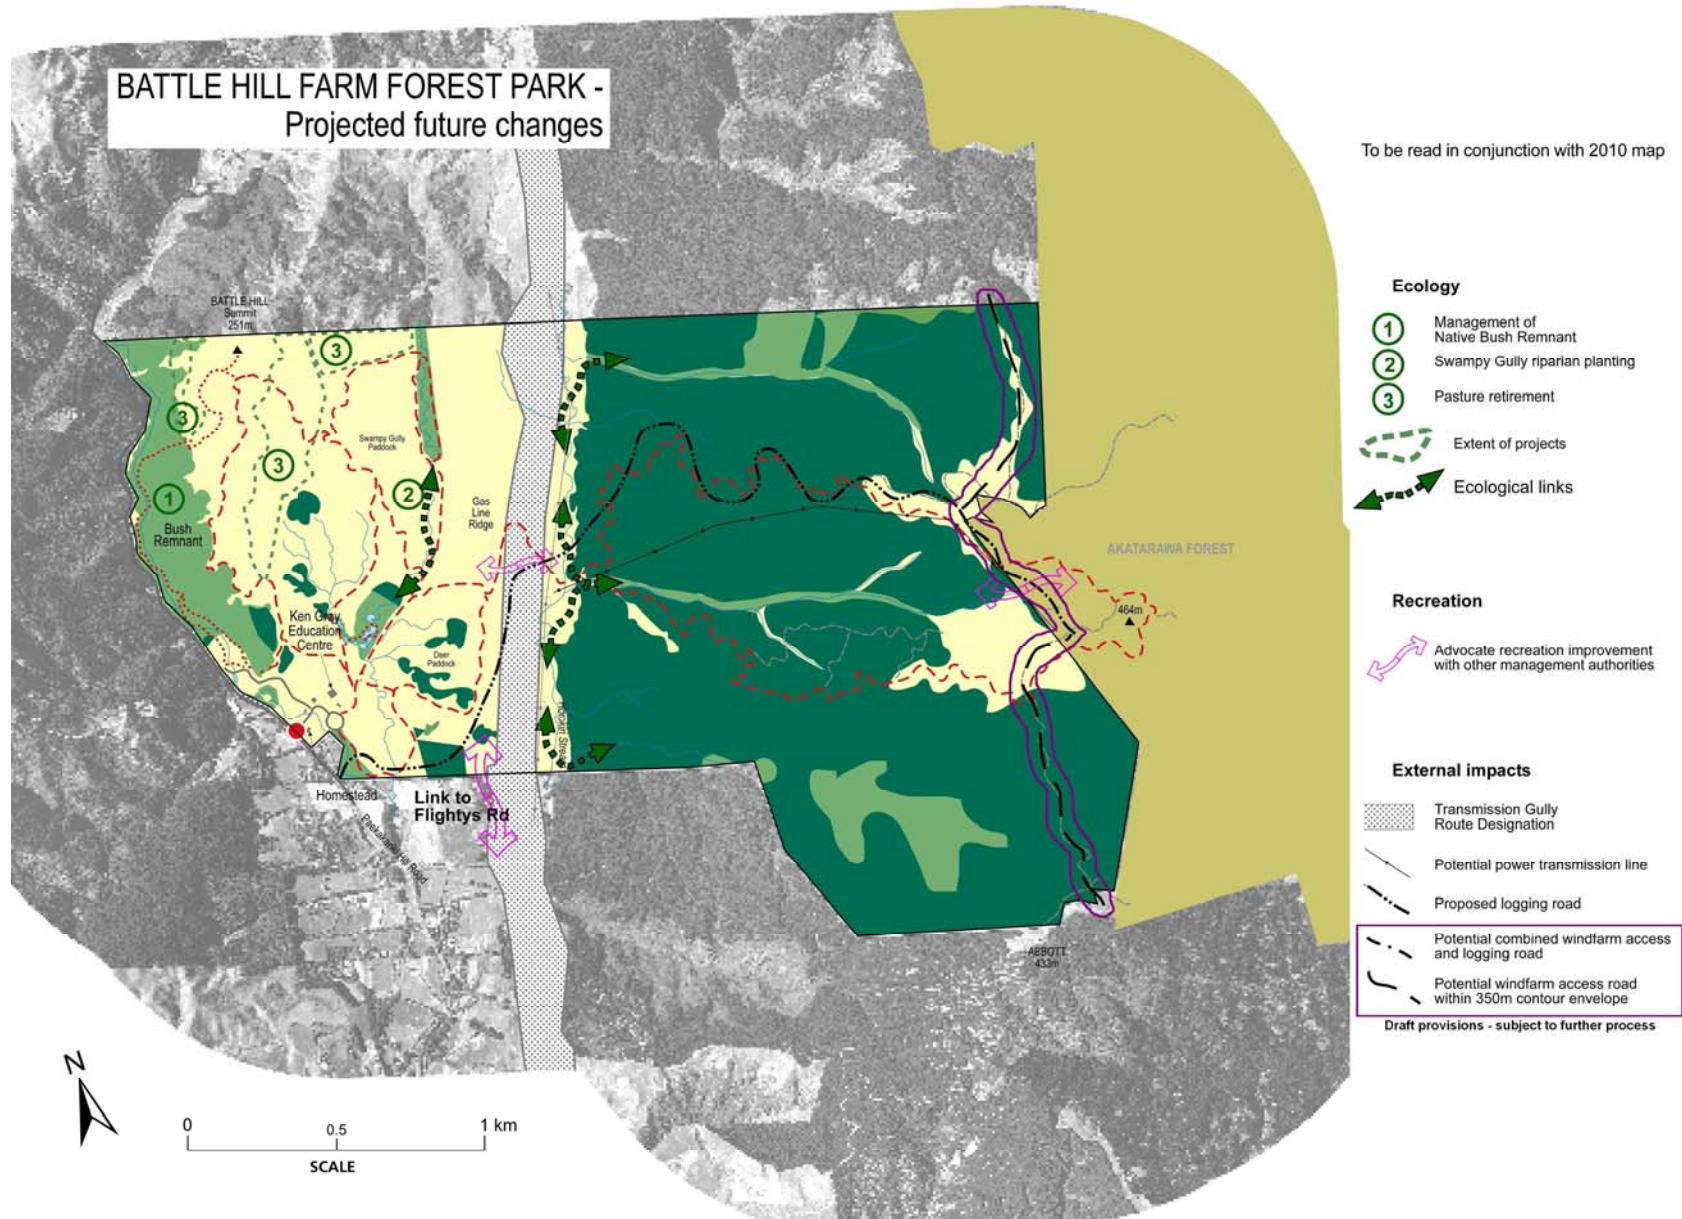 BATTLE HILL FARM FOREST PARK -
Projected future changes
To be read in conjunction with 2010 map
BATTLE HILL
Summit
251m
3
3
3
1
2
Swampy Gully
Paddock
Gas
Line
Ridge
Bush
Remnant
Ken Gray
Education
Centre
Deer
Paddock
AKATARAWA FOREST
464m
Homestead
Link to
Flightys Rd
Paekakariki Hill Road
ABBOTT
433m
Ecology
1 Management of
Native Bush Remnant
2 Swampy Gully riparian planting
3 Pasture retirement
Extent of projects
Ecological links
Recreation
Advocate recreation improvement
with other management authorities
External impacts
Transmission Gully
Route Designation
Potential power transmission line
Proposed logging road
Potential combined windfarm access
and logging road
Potential windfarm access road
within 350m contour envelope
Draft provisions - subject to further process
N
0
0.5
1 km
SCALE